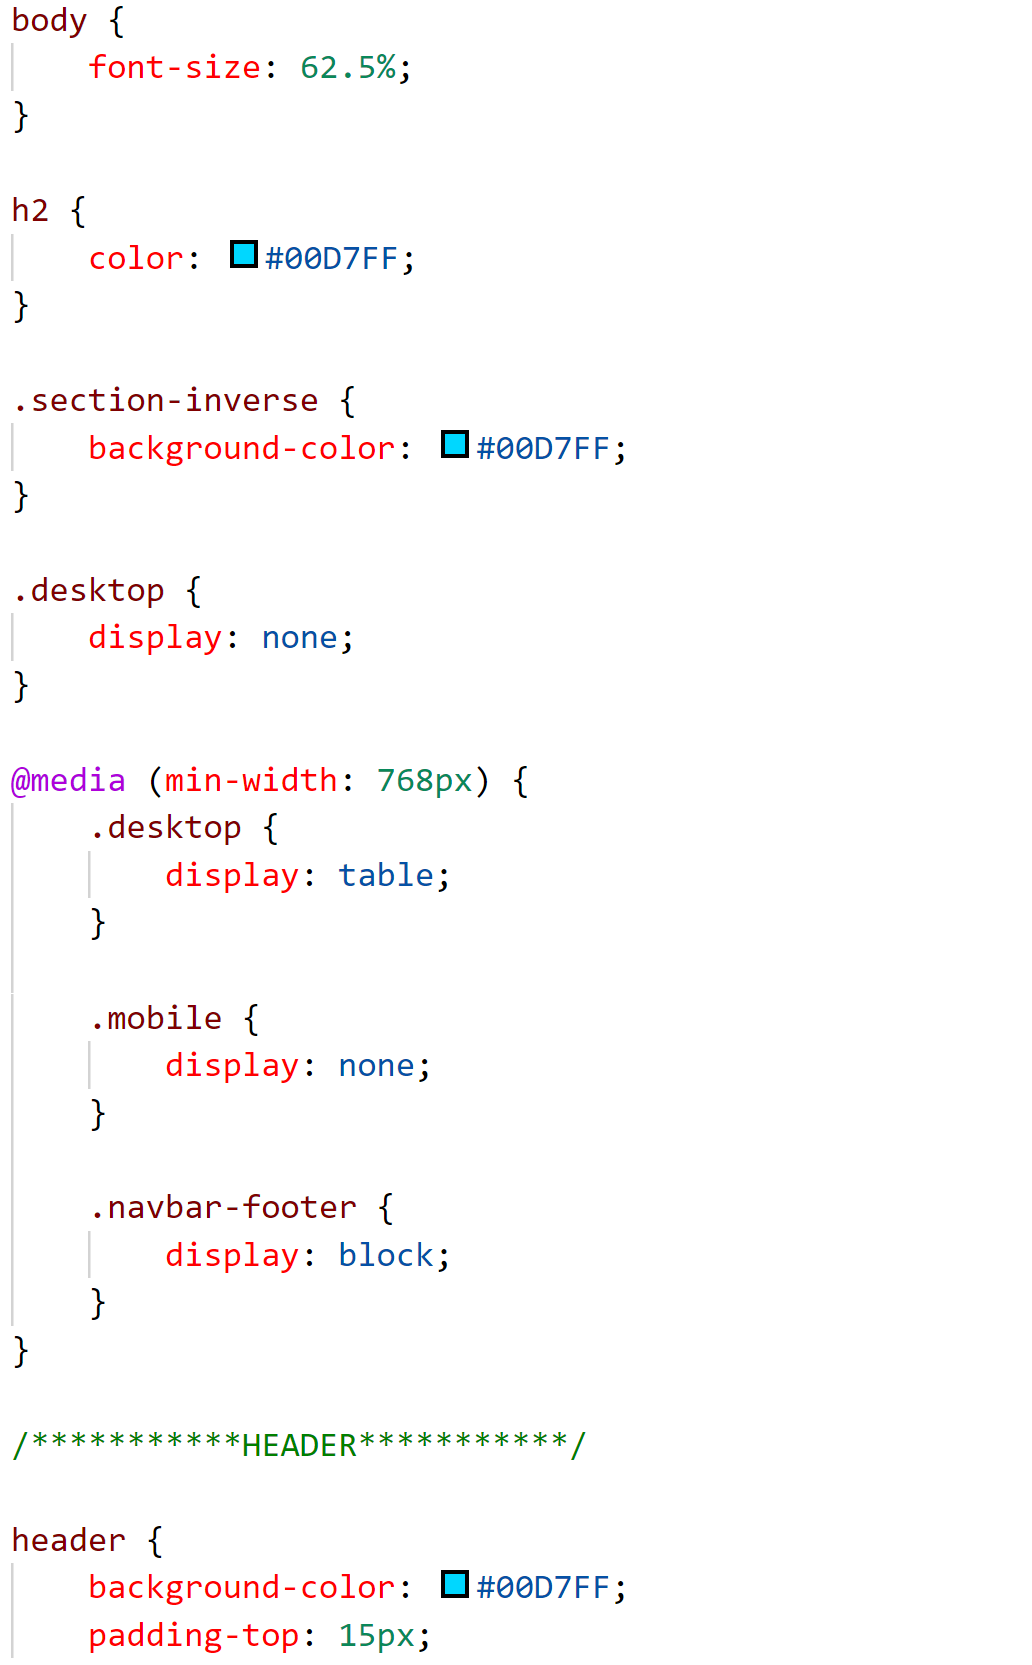 body {
    font-size: 62.5%;
}

h2 {
    color: #00D7FF;
}

.section-inverse {
    background-color: #00D7FF;
}

.desktop {
    display: none;
}

@media (min-width: 768px) {
    .desktop {
        display: table;
    }

    .mobile {
        display: none;
    }

    .navbar-footer {
        display: block;
    }
}

/***********HEADER***********/

header {
    background-color: #00D7FF;
    padding-top: 15px;